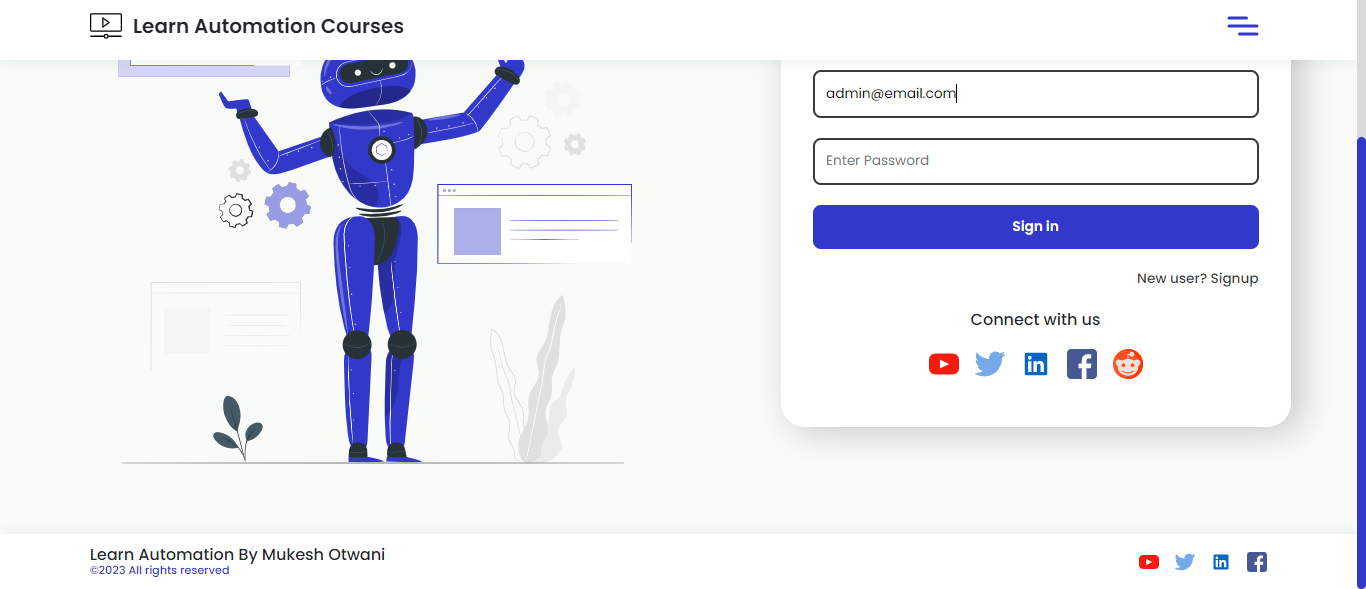 Learn Automation Courses
admin@email.com
Enter Password
Sign in
New user? Signup
Connect with us
Learn Automation By Mukesh Otwani
©2023 All rights reserved